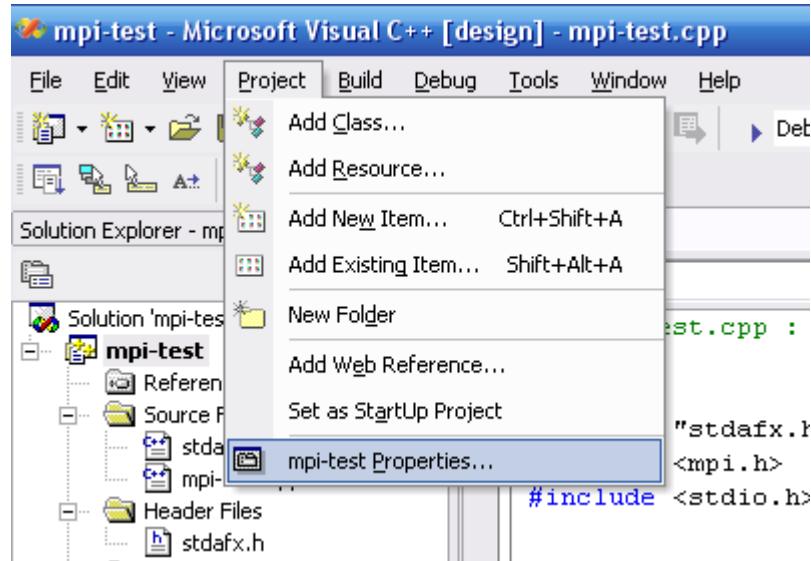 mpi-test - Microsoft Visual C++ [design] - mpi-test.cpp
File Edit View Project Build Debug Tools Window Help
Add Class...
Deb
Add Resource...
Solution Explorer - mp
Add New Item... Ctrl+Shift+A
Add Existing Item... Shift+Alt+A
Solution 'mpi-tes
New Folder
est.cpp :
mpi-test
Add Web Reference...
Referen
Source F
Set as StartUp Project
"stdafx.h
stda
mpi-test Properties...
<mpi.h>
mpi-
#include <stdio.h>
Header Files
stdafx.h